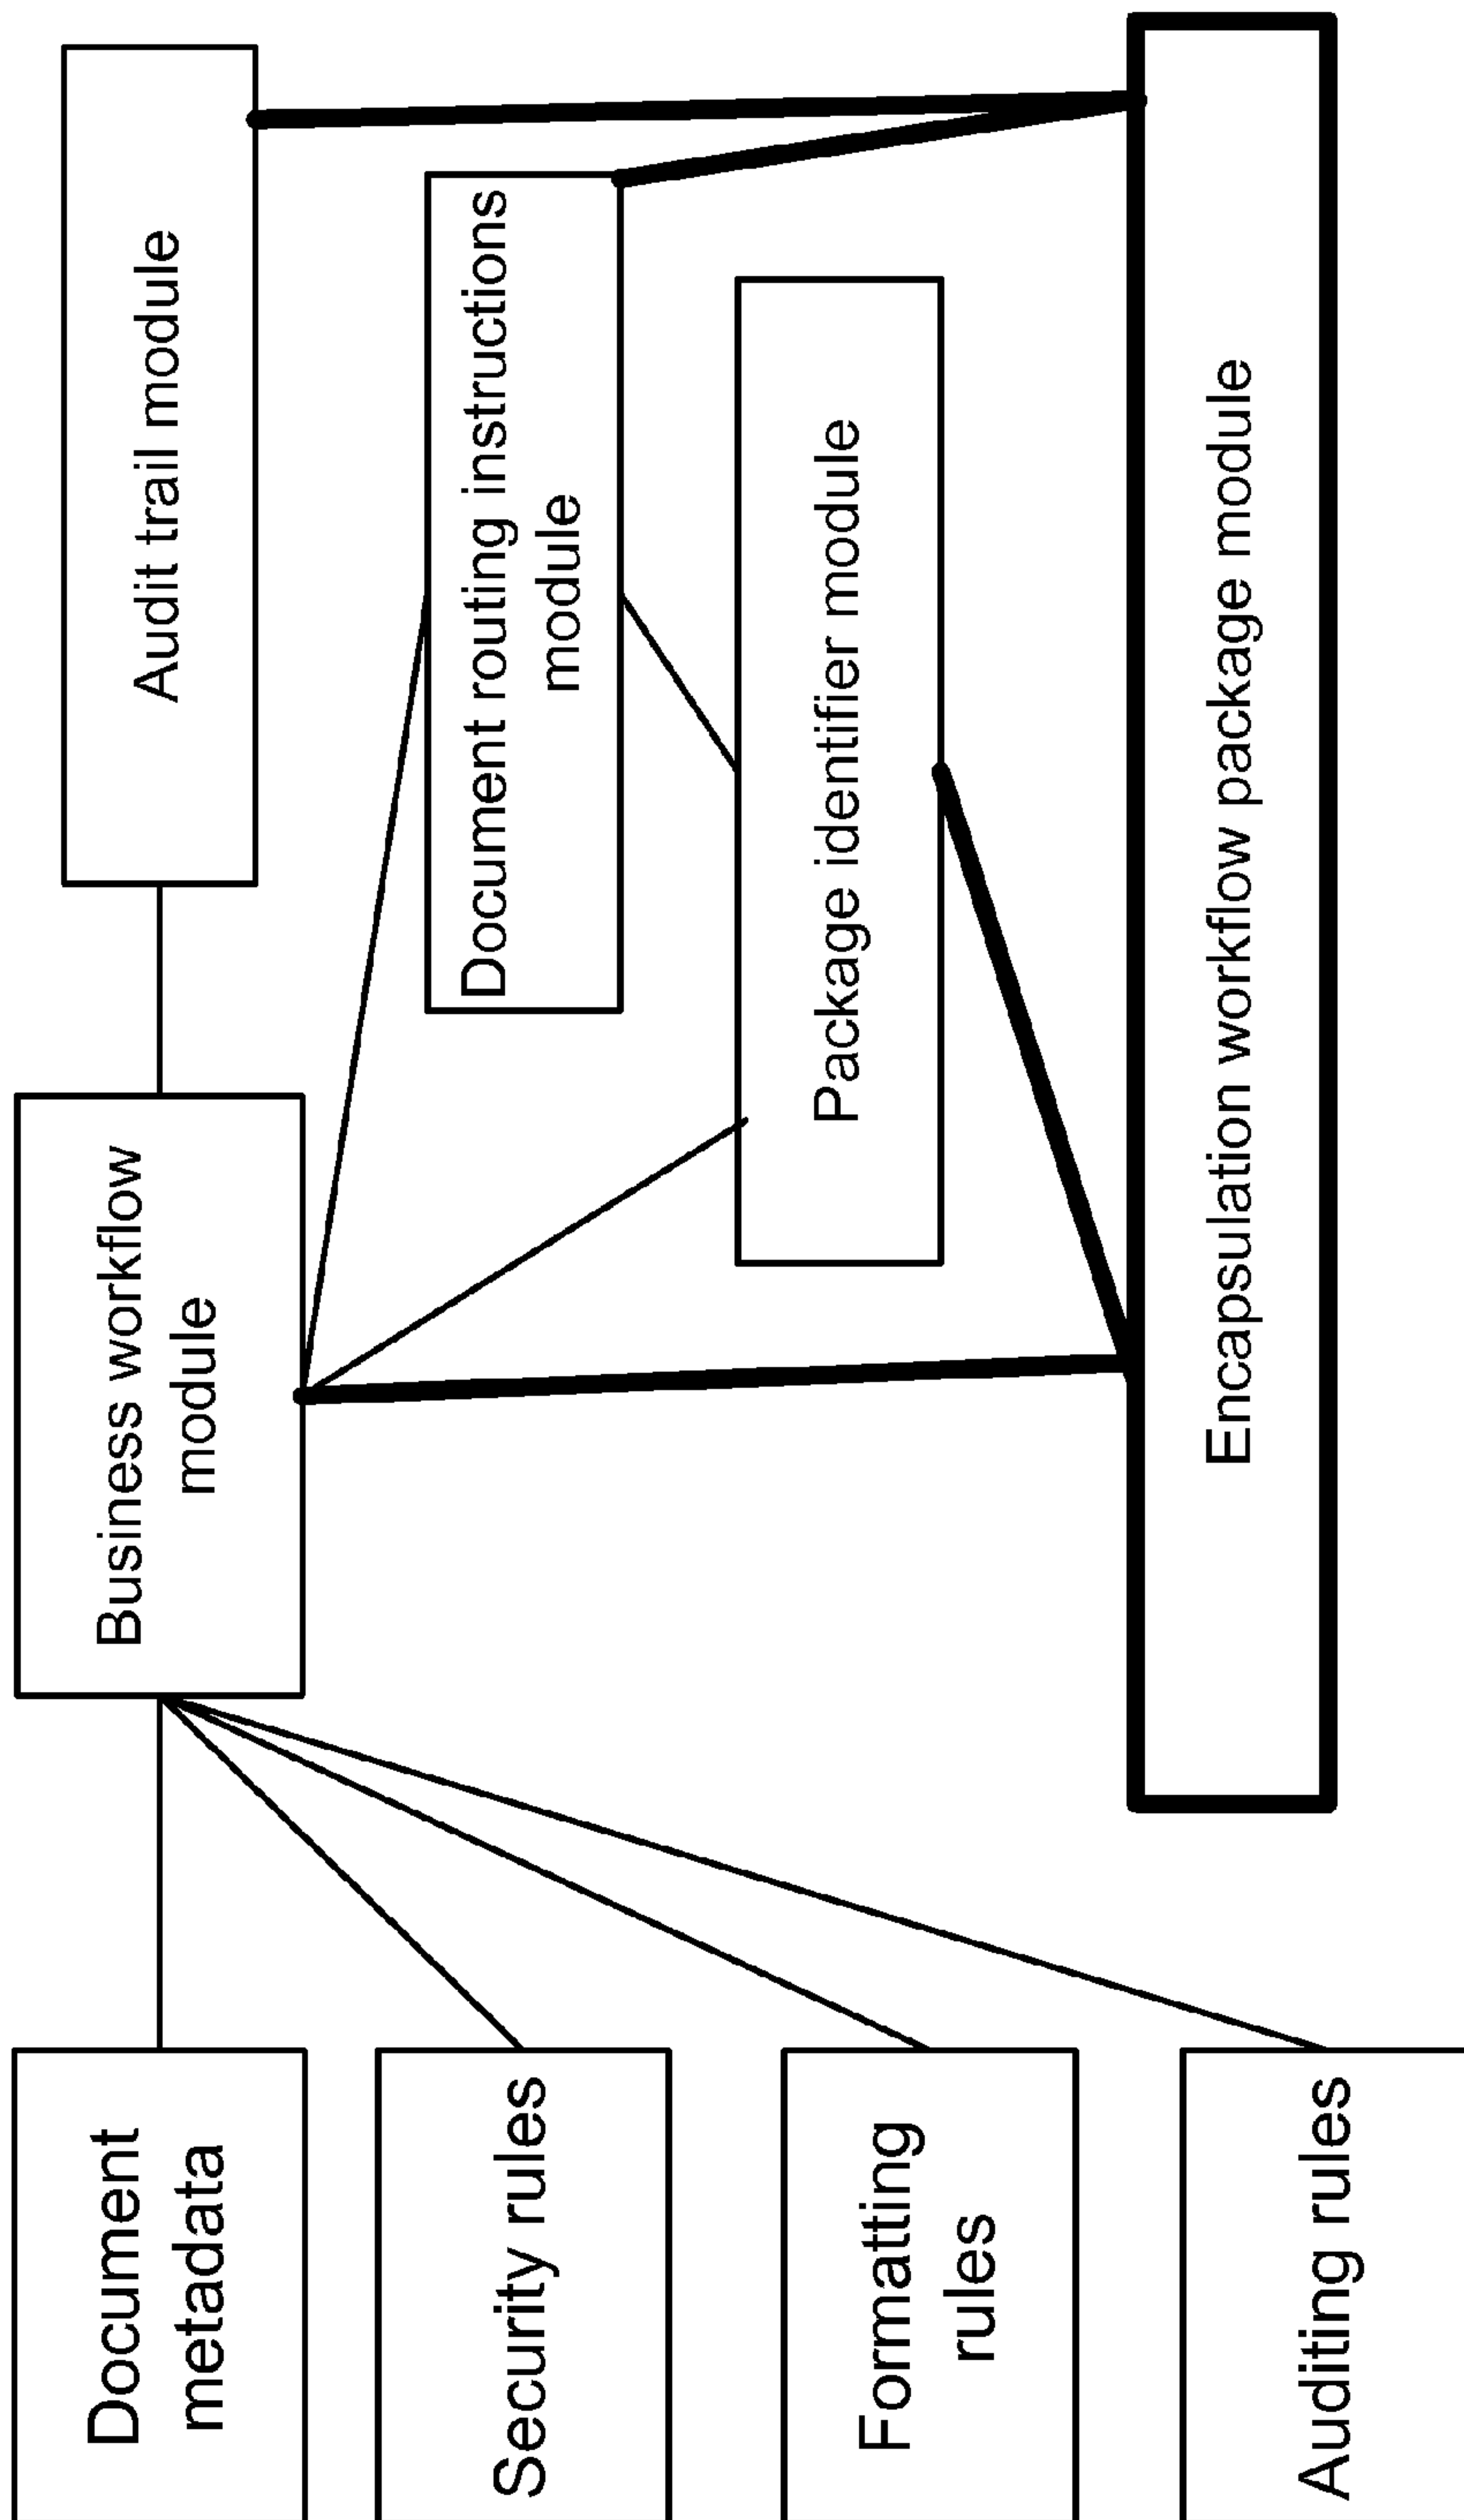 Document
metadata
Business workflow
module
Audit trail module
Security rules
Document routing instructions
module
Formatting
rules
Package identifier module
Auditing rules
Encapsulation workflow package module